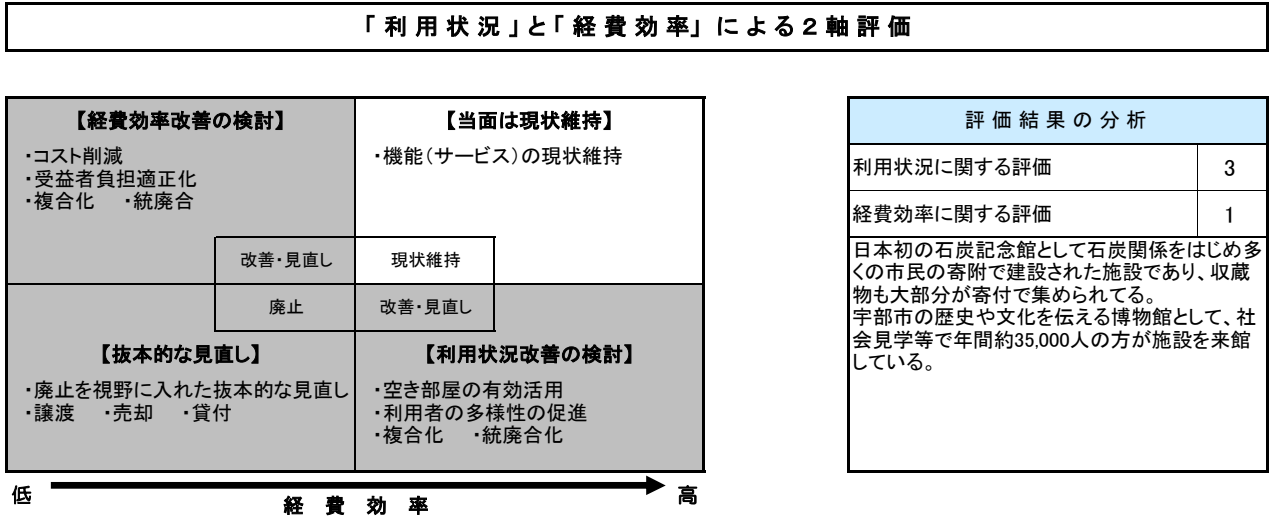 「利用状況」と「経費効率」による２軸評価
【経費効率改善の検討】
・コスト削減
・受益者負担適正化
・複合化　・統廃合
【当面は現状維持】
・機能（サービス）の現状維持
改善・見直し
現状維持
廃止
改善・見直し
【抜本的な見直し】
・廃止を視野に入れた抜本的な見直し
・譲渡　・売却　・貸付
【利用状況改善の検討】
・空き部屋の有効活用
・利用者の多様性の促進
・複合化　・統廃合化
低
経費効率
高
評価結果の分析
利用状況に関する評価 3
経費効率に関する評価 1
日本初の石炭記念館として石炭関係をはじめ多
くの市民の寄附で建設された施設であり、収蔵
物も大部分が寄付で集められてる。
宇部市の歴史や文化を伝える博物館として、社
会見学等で年間約35,000人の方が施設を来館
している。